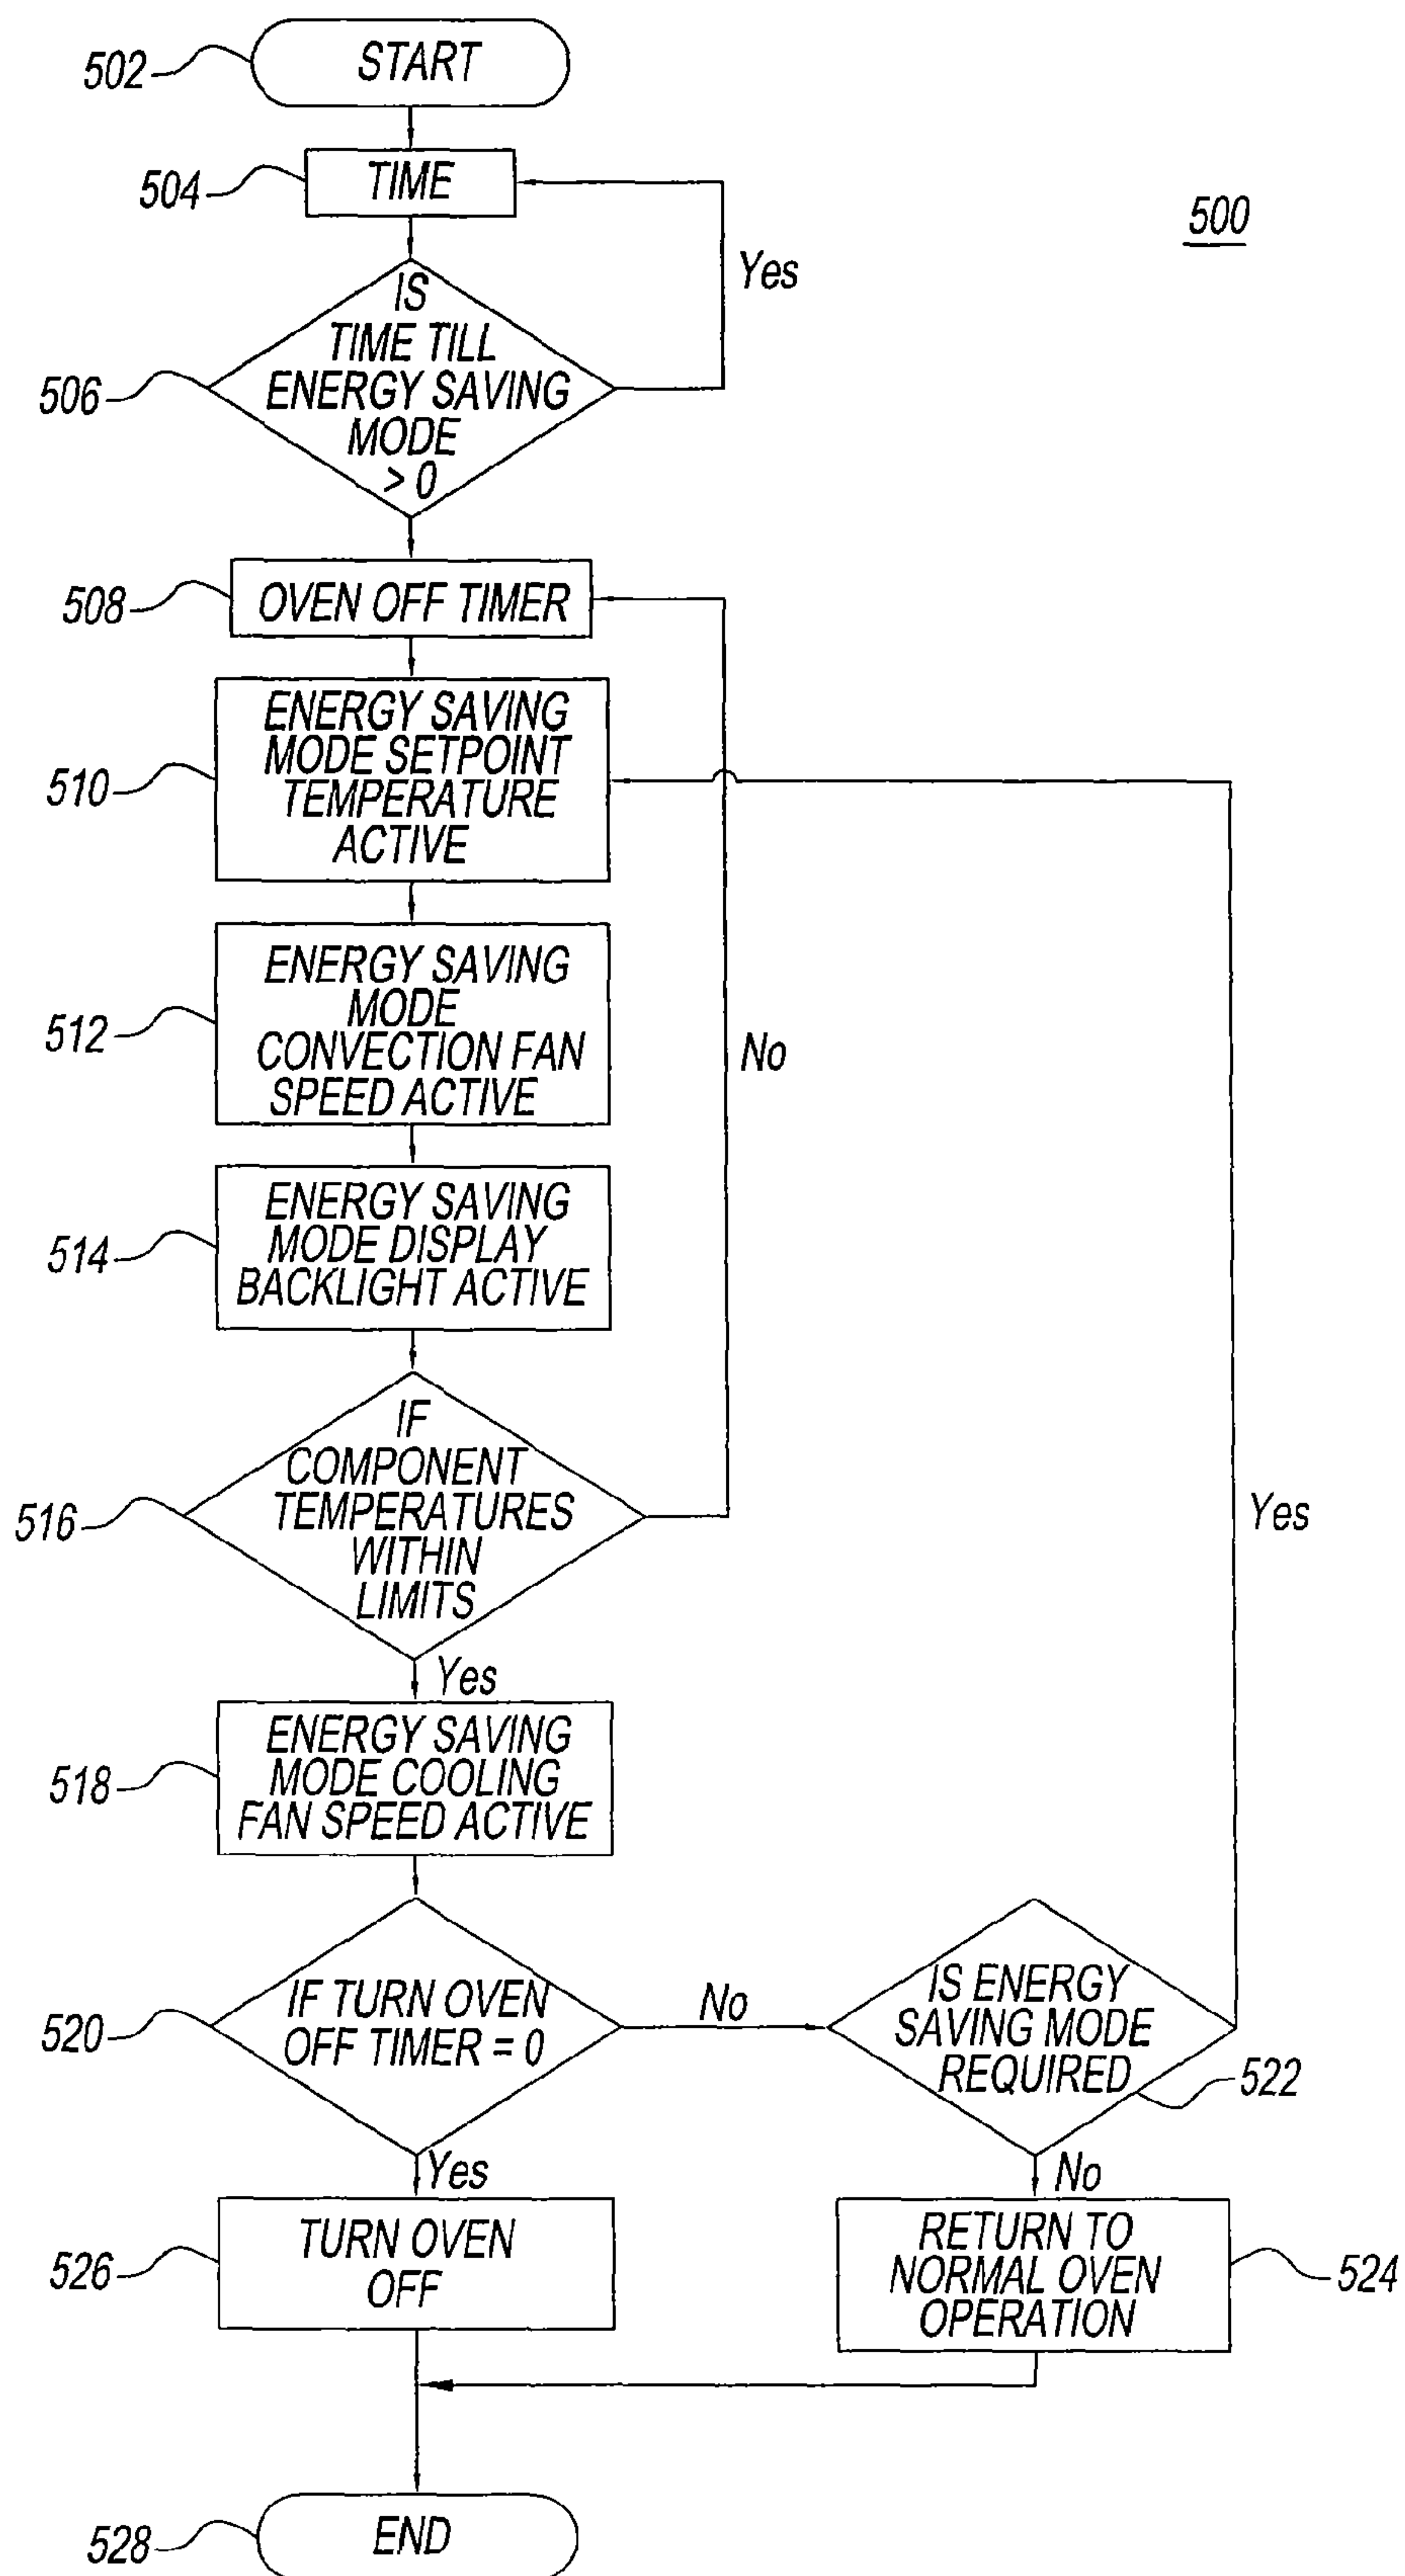 502
START
504
TIME
500
Yes
506
IS
TIME TILL
ENERGY SAVING
MODE
> 0
508
OVEN OFF TIMER
510
ENERGY SAVING
MODE SETPOINT
TEMPERATURE
ACTIVE
512
ENERGY SAVING
MODE
CONVECTION FAN
SPEED ACTIVE
No
514
ENERGY SAVING
MODE DISPLAY
BACKLIGHT ACTIVE
516
IF
COMPONENT
TEMPERATURES
WITHIN
LIMITS
Yes
Yes
518
ENERGY SAVING
MODE COOLING
FAN SPEED ACTIVE
520
IF TURN OVEN
OFF TIMER = 0
No
IS ENERGY
SAVING MODE
REQUIRED
522
Yes
No
526
TURN OVEN
OFF
RETURN TO
NORMAL OVEN
OPERATION
524
528
END